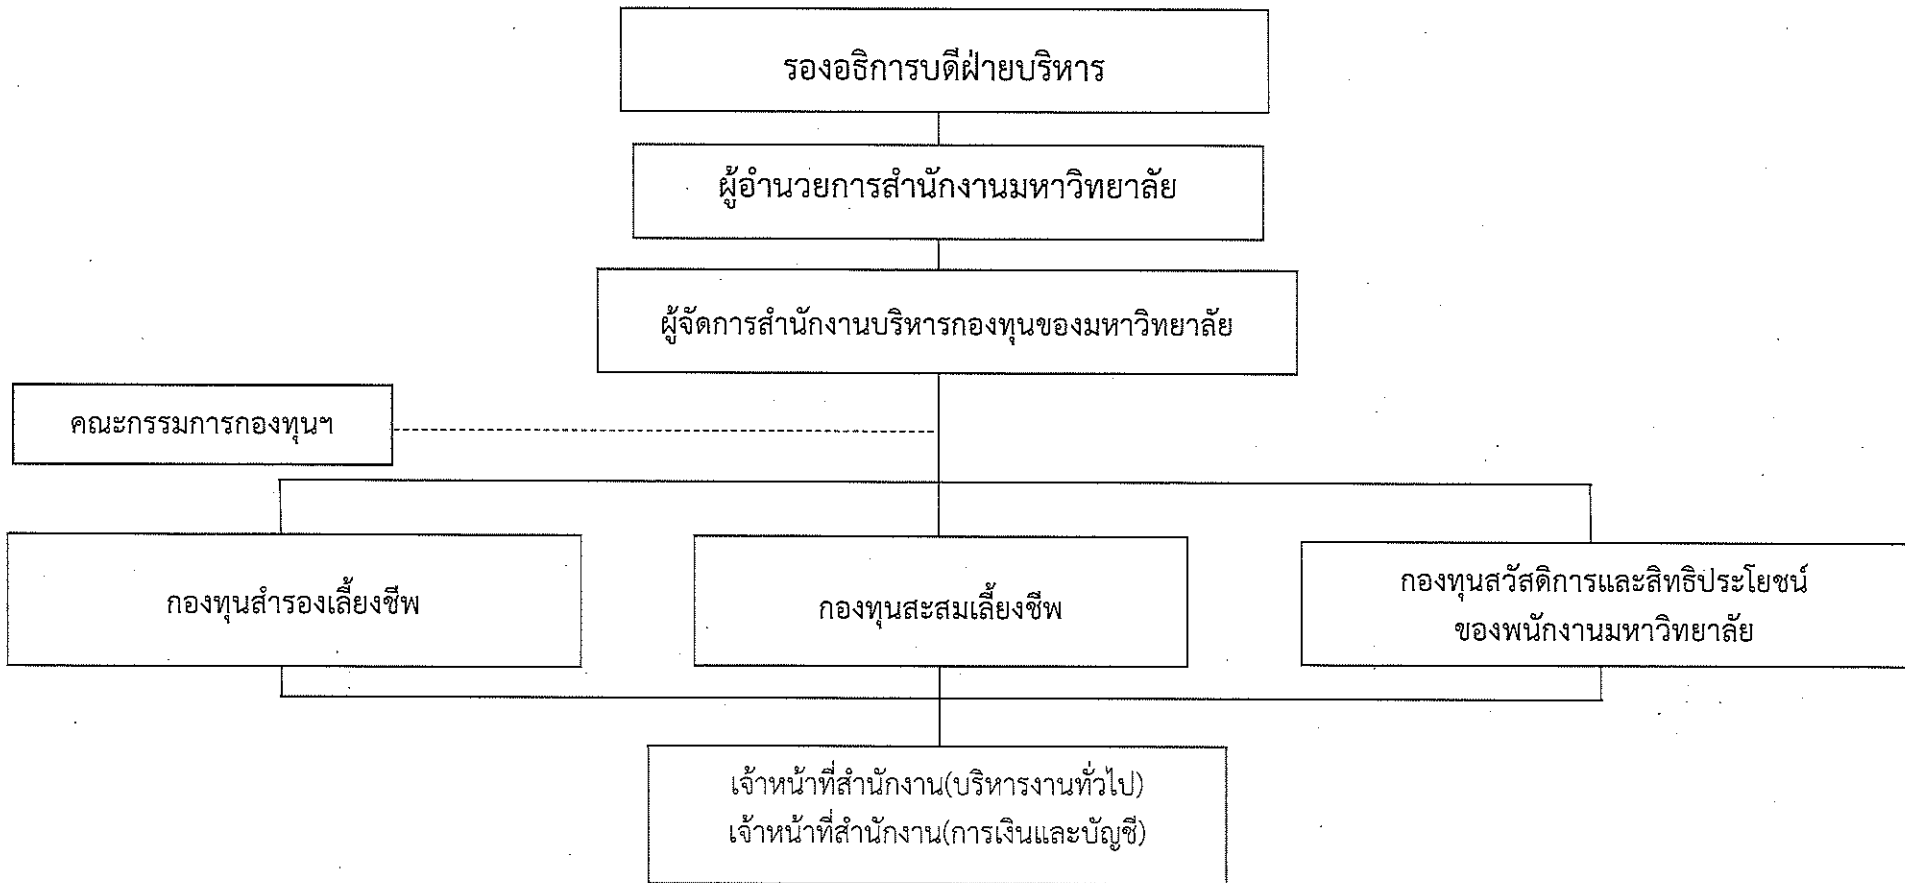 รองอธิการบดีฝ่ายบริหาร
ผู้อำนวยการสำนักงานมหาวิทยาลัย
ผู้จัดการสำนักงานบริหารกองทุนของมหาวิทยาลัย
คณะกรรมการกองทุนฯ
กองทุนสำรองเลี้ยงชีพ
กองทุนสะสมเลี้ยงชีพ
กองทุนสวัสดิการและสิทธิประโยชน์
ของพนักงานมหาวิทยาลัย
เจ้าหน้าที่สำนักงาน(บริหารงานทั่วไป)
เจ้าหน้าที่สำนักงาน(การเงินและบัญชี)